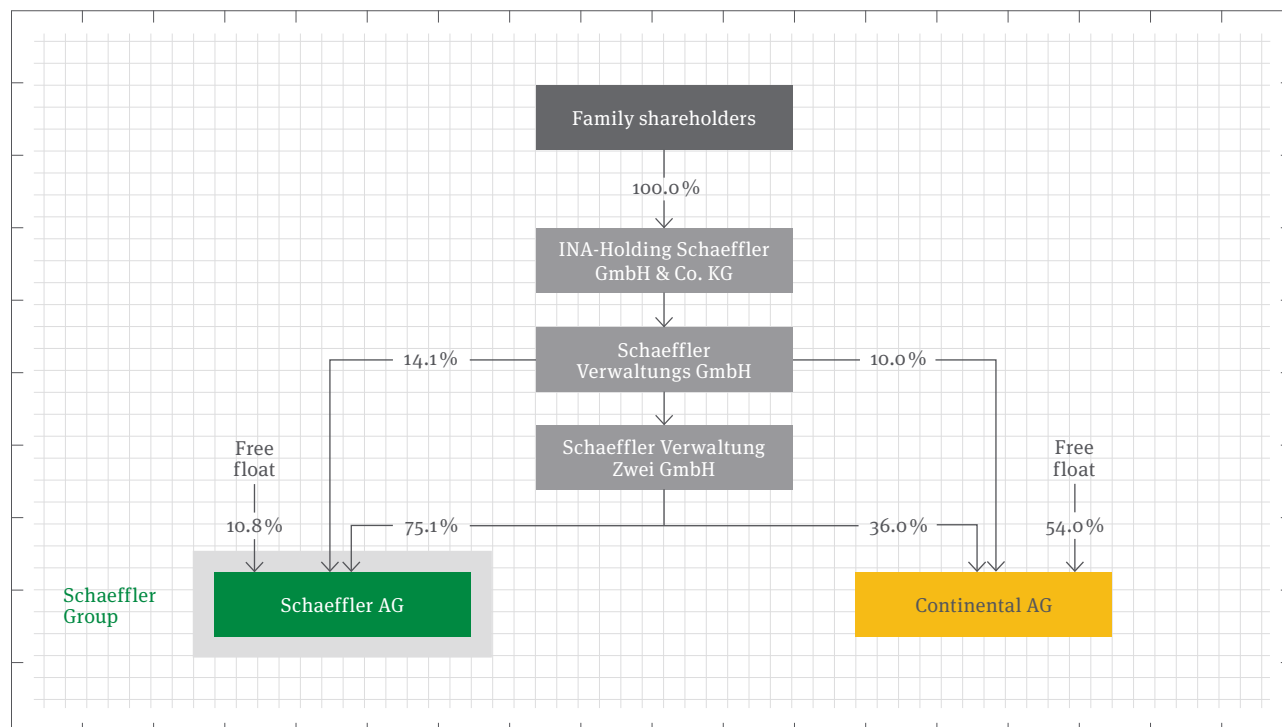 Family shareholders
100.0%
INA-Holding Schaeffler
GmbH & Co. KG
14.1%
Schaeffler
Verwaltungs GmbH
10.0%
Free
float
Schaeffler Verwaltung
Zwei GmbH
Free
float
10.8%
75.1%
36.0%
54.0%
Schaeffler
Group
Schaeffler AG
Continental AG